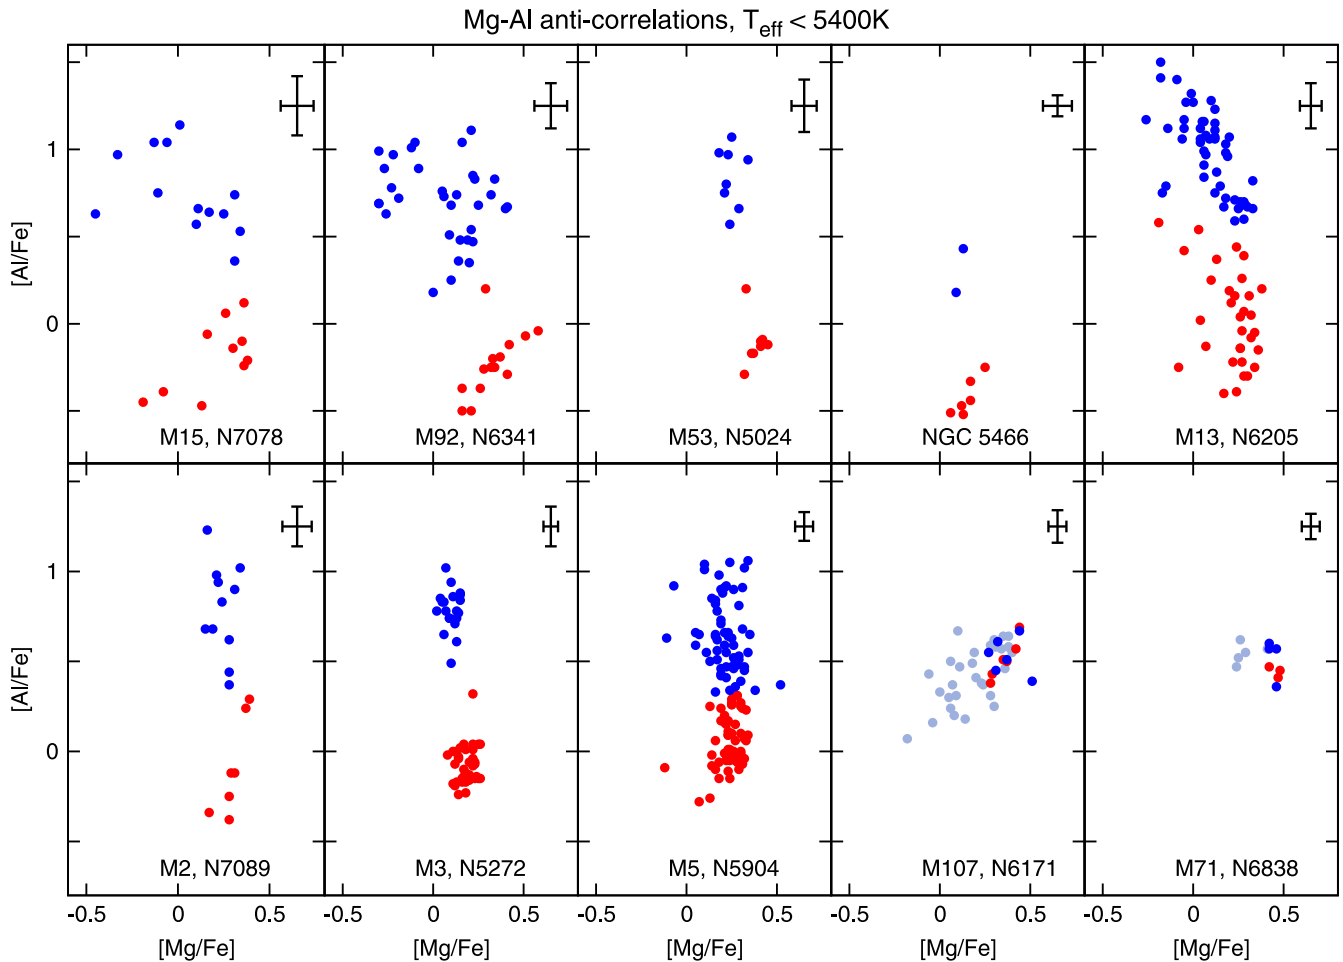 Mg-Al anti-correlations, Teff < 5400K
[Al/Fe]
1
0
M15, N7078
M92, N6341
M53, N5024
NGC 5466
M13, N6205
[Al/Fe]
1
0
M2, N7089
M3, N5272
M5, N5904
M107, N6171
M71, N6838
-0.5 0 0.5 -0.5 0 0.5 -0.5 0 0.5 -0.5 0 0.5 -0.5 0 0.5
[Mg/Fe] [Mg/Fe] [Mg/Fe] [Mg/Fe] [Mg/Fe]